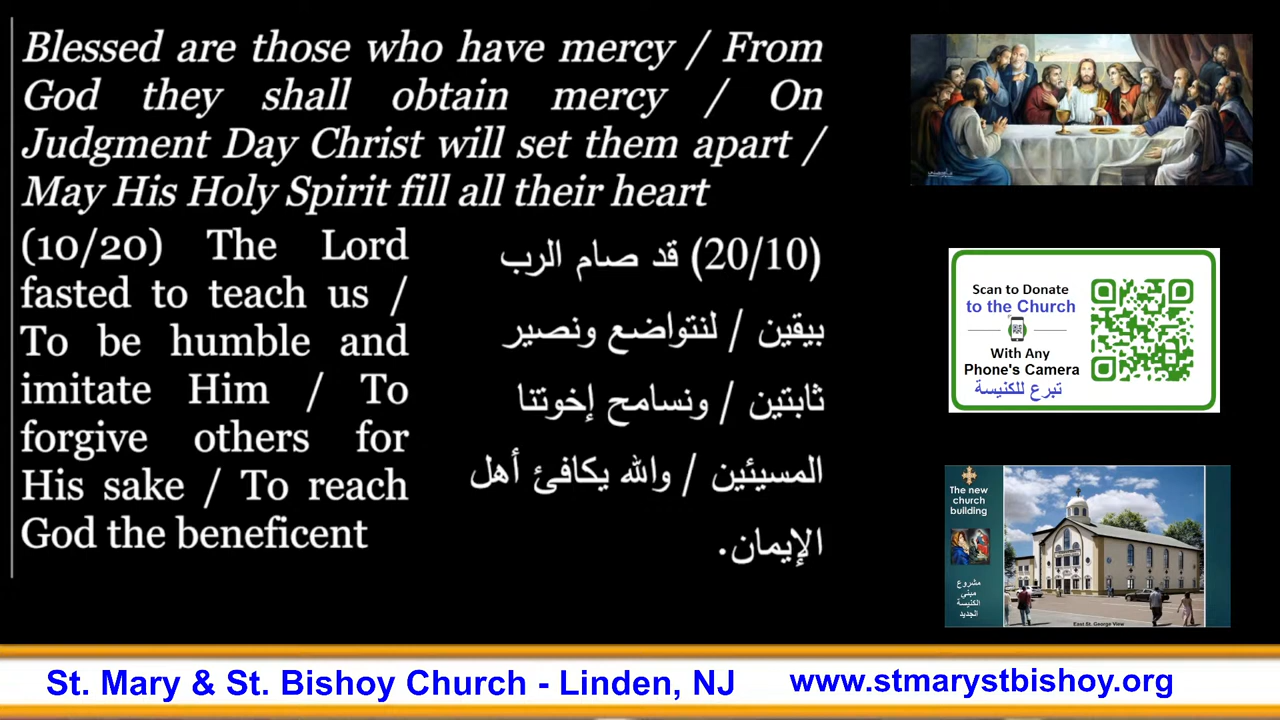 Blessed are those who have mercy / From
God they shall obtain mercy / On
Judgment Day Christ will set them apart /
May His Holy Spirit fill all their heart
(10/20) The Lord
fasted to teach us /
To be humble and
imitate Him / To
forgive others for
His sake / To reach
God the beneficent
(20/10) قد صام الرب
بيقين / لنتواضع ونصير
ثابتين / ونسامح إخوتنا
المسيئين / والله يكافئ أهل
الإيمان.
Scan to Donate
to the Church
With Any
Phone's Camera
تبرع للكنيسة
The new
church
building
مشروع
مبنى
الكنيسة
الجديد
East St. George View
St. Mary & St. Bishoy Church - Linden, NJ
www.stmarystbishoy.org